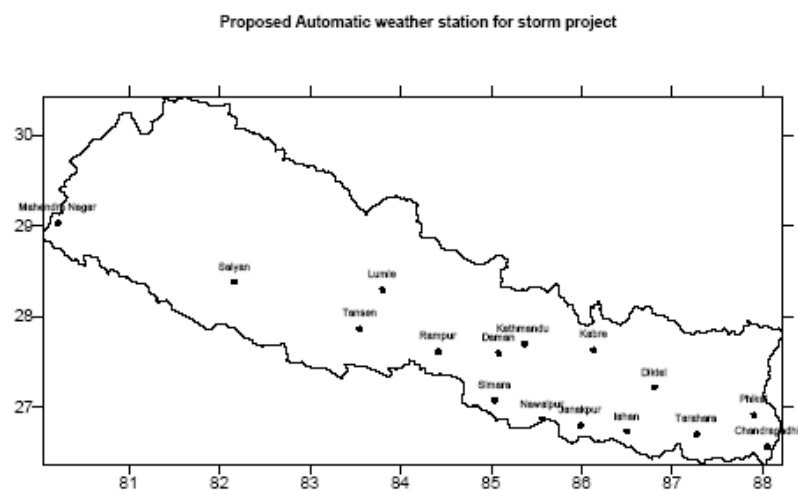 Proposed Automatic weather station for storm project
30
Mahendra Nagar
29
Salyan
Lumle
Tansen
28
Rampur
Daman
Kathmandu
Kabre
Diktel
Simara
Nawalpur
Janakpur
Ishan
Tarahara
Phikal
Chandragadhi
27
81
82
83
84
85
86
87
88